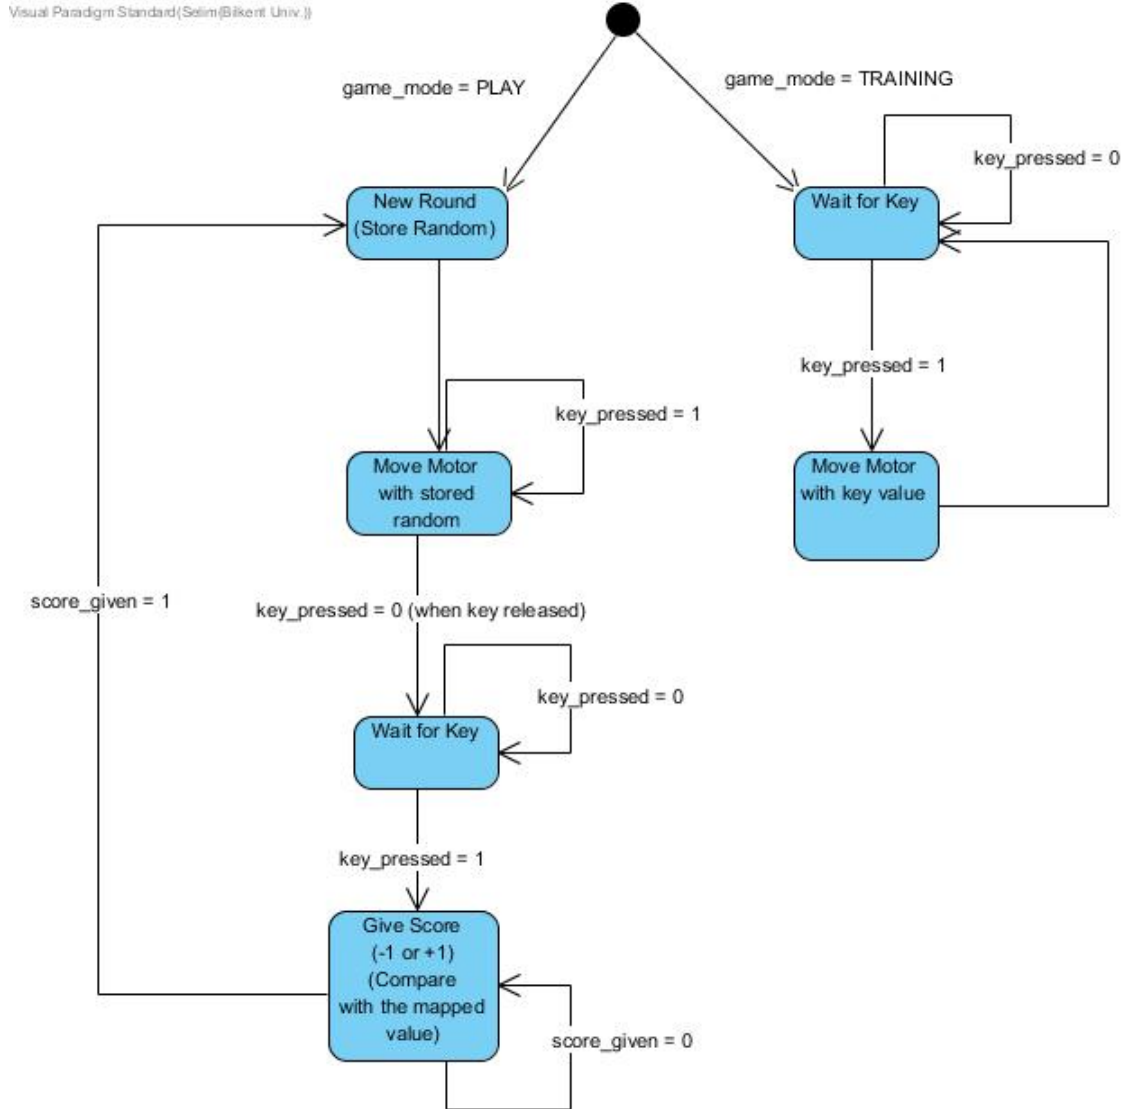 Visual Paradigm Standard(Selim(Bilkent Univ.))
game_mode = PLAY
game_mode = TRAINING
key_pressed = 0
New Round
(Store Random)
Wait for Key
key_pressed = 1
key_pressed = 1
Move Motor
with stored
random
Move Motor
with key value
score_given = 1
key_pressed = 0 (when key released)
key_pressed = 0
Wait for Key
key_pressed = 1
Give Score
(-1 or +1)
(Compare
with the mapped
value)
score_given = 0